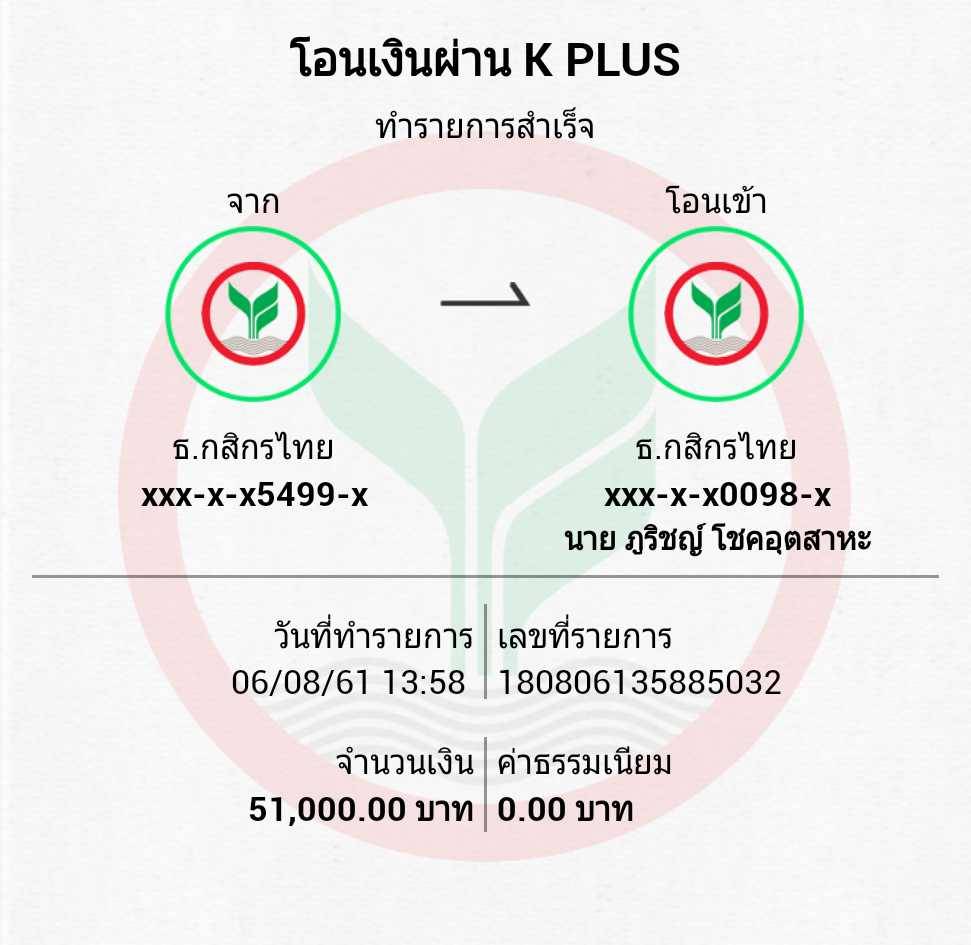 โอนเงินผ่าน K PLUS
ทำรายการสำเร็จ
จาก
โอนเข้า
ธ.กสิกรไทย
xxx-x-x5499-x
ธ.กสิกรไทย
xxx-x-x0098-x
นาย ภูริชญ์ โชคอุตสาหะ
วันที่ทำรายการ
06/08/61 13:58
เลขที่รายการ
180806135885032
จำนวนเงิน
51,000.00 บาท
ค่าธรรมเนียม
0.00 บาท